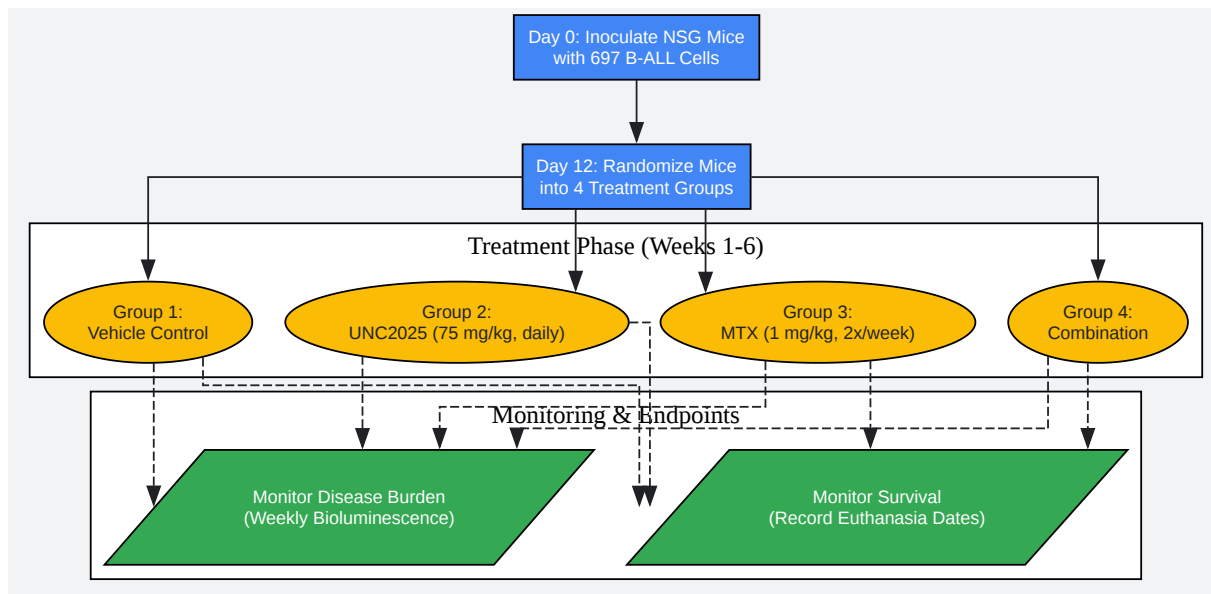 Day 0: Inoculate NSG Mice
with 697 B-ALL Cells
Day 12: Randomize Mice
into 4 Treatment Groups
Treatment Phase (Weeks 1-6)
Group 1:
Vehicle Control
Group 2:
UNC2025 (75 mg/kg, daily)
Group 3:
MTX (1 mg/kg, 2x/week)
Group 4:
Combination
Monitoring & Endpoints
Monitor Disease Burden
(Weekly Bioluminescence)
Monitor Survival
(Record Euthanasia Dates)